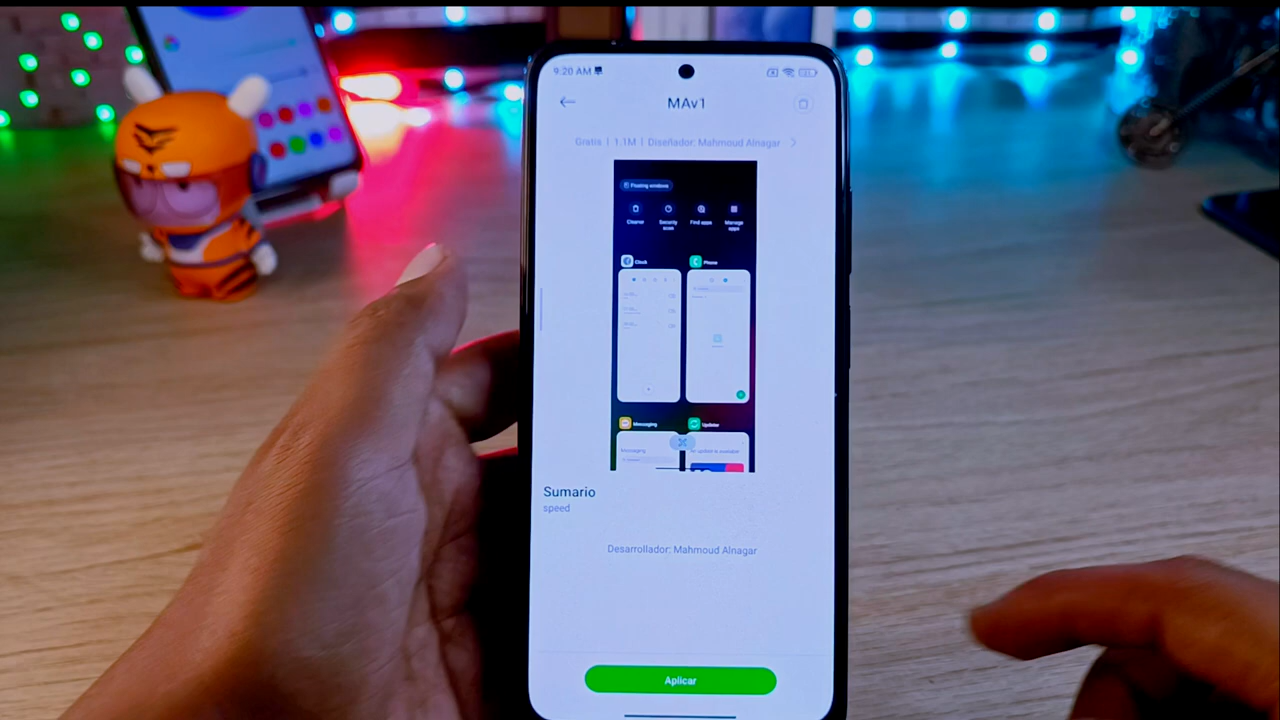 9:20 AM
MAv1
Gratis | 1.1M | Diseñador: Mahmoud Alnagar
Floating windows
Cleaner
Security scan
Find apps
Manage apps
Clock
Phone
Messaging
Updater
Messaging
Sumario
speed
Desarrollador: Mahmoud Alnagar
Aplicar